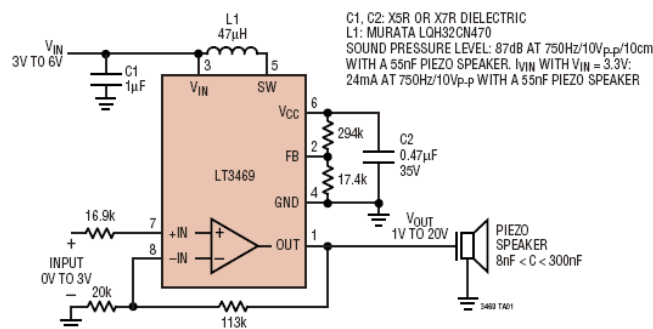 C1, C2: X5R OR X7R DIELECTRIC
L1: MURATA LQH32CN470
SOUND PRESSURE LEVEL: 87dB AT 750Hz/10VP-P/10cm
WITH A 55nF PIEZO SPEAKER. IVIN WITH VIN = 3.3V:
24mA AT 750Hz/10VP-P WITH A 55nF PIEZO SPEAKER
L1
47µH
VIN
3V TO 6V
C1
1µF
3
5
VIN
SW
VCC
6
294k
C2
0.47µF
35V
FB
2
17.4k
LT3469
GND
4
16.9k
7
+IN
+
OUT
1
VOUT
1V TO 20V
PIEZO
SPEAKER
8nF < C < 300nF
+
INPUT
0V TO 3V
–
8
–IN
–
20k
113k
3469 TA01